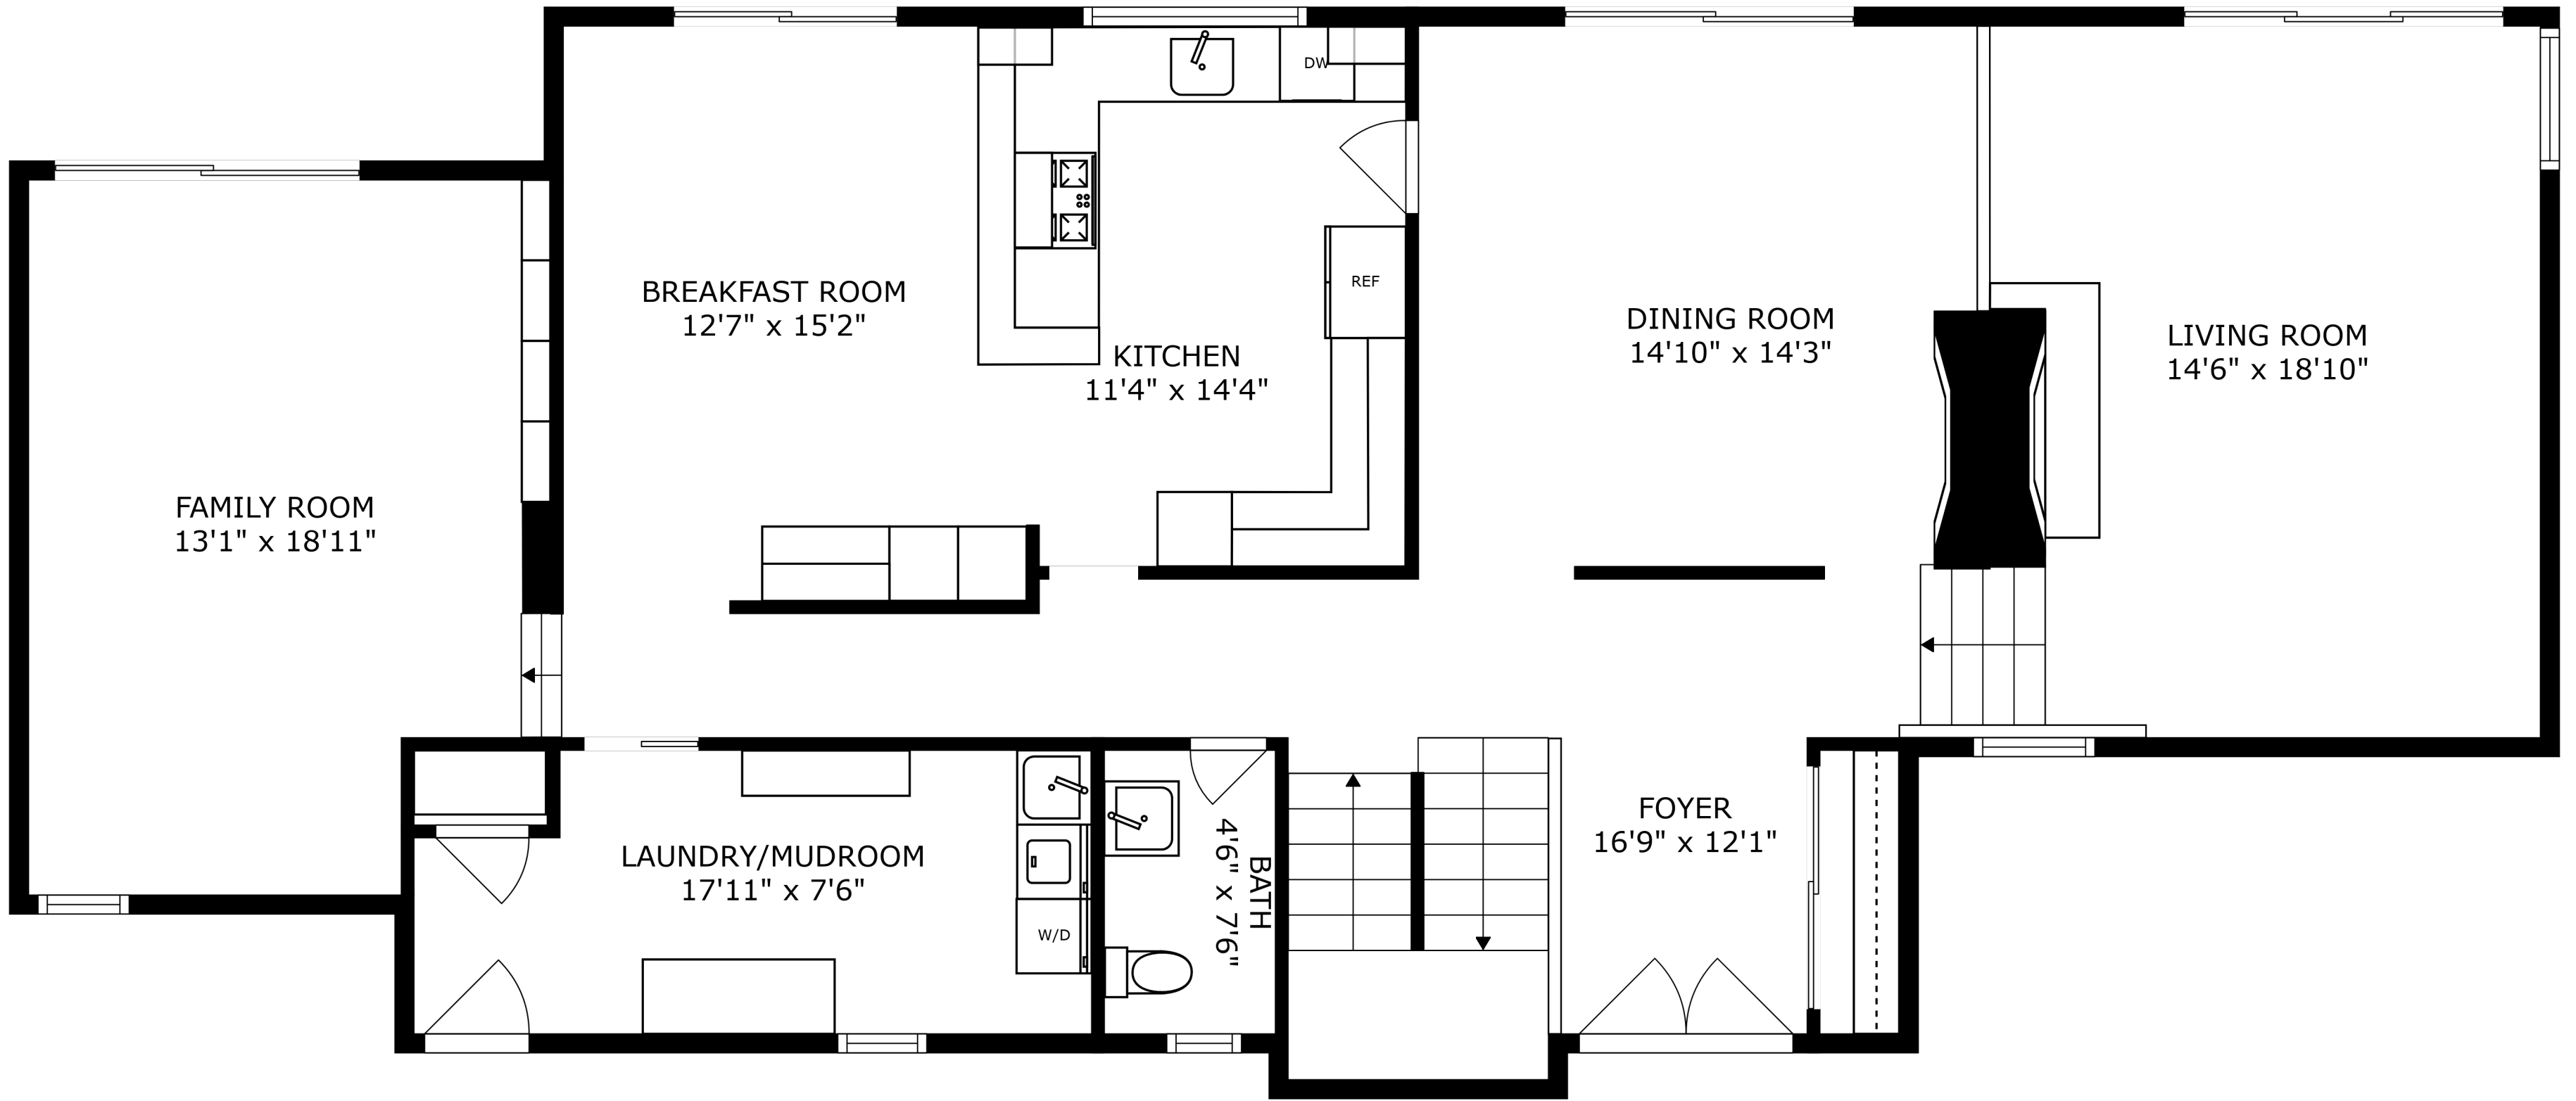 DW
REF
BREAKFAST ROOM
12'7" x 15'2"
KITCHEN
11'4" x 14'4"
DINING ROOM
14'10" x 14'3"
LIVING ROOM
14'6" x 18'10"
FAMILY ROOM
13'1" x 18'11"
LAUNDRY/MUDROOM
17'11" x 7'6"
W/D
BATH
4'6" x 7'6"
FOYER
16'9" x 12'1"